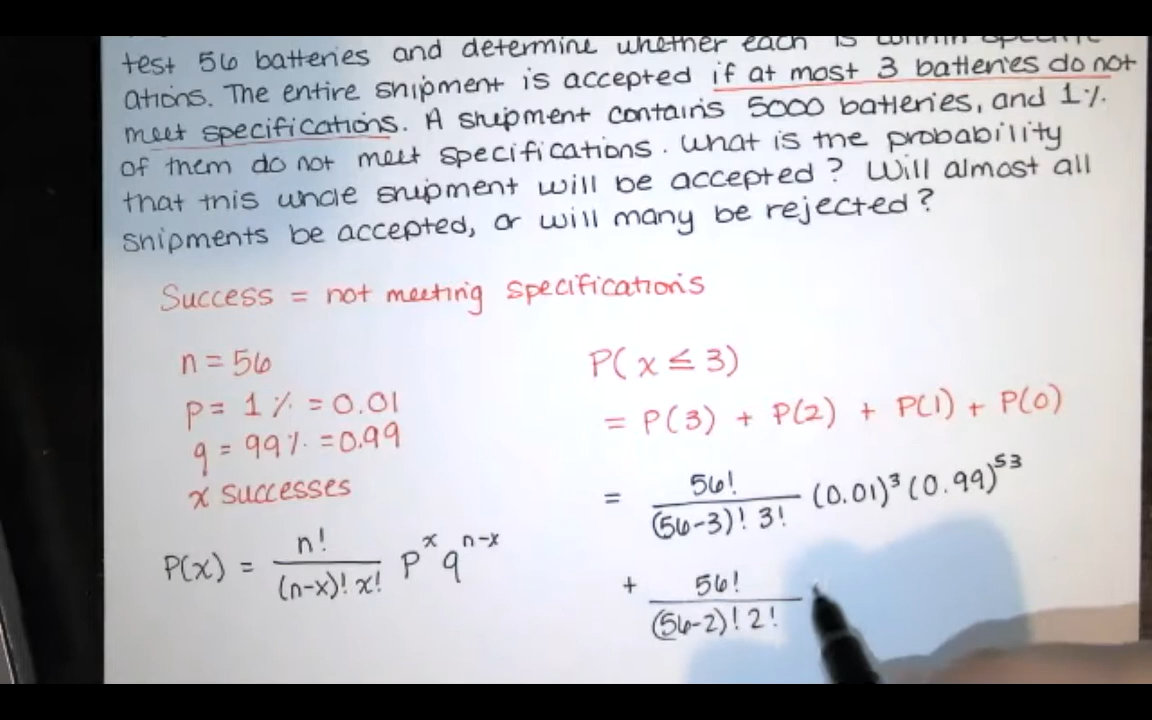 test 56 batteries and determine whether each is within specific
ations. The entire shipment is accepted if at most 3 batteries do not
meet specifications. A shipment contains 5000 batteries, and 1%
of them do not meet specifications. What is the probability
that this whole shipment will be accepted? Will almost all
shipments be accepted, or will many be rejected?
Success = not meeting specifications
n = 56
p = 1% = 0.01
q = 99% = 0.99
x successes
P(x) = n! / (n-x)! x! p^x q^(n-x)
P(x ≤ 3)
= P(3) + P(2) + P(1) + P(0)
= 56! / (56-3)! 3! (0.01)^3 (0.99)^53
+ 56! / (56-2)! 2!